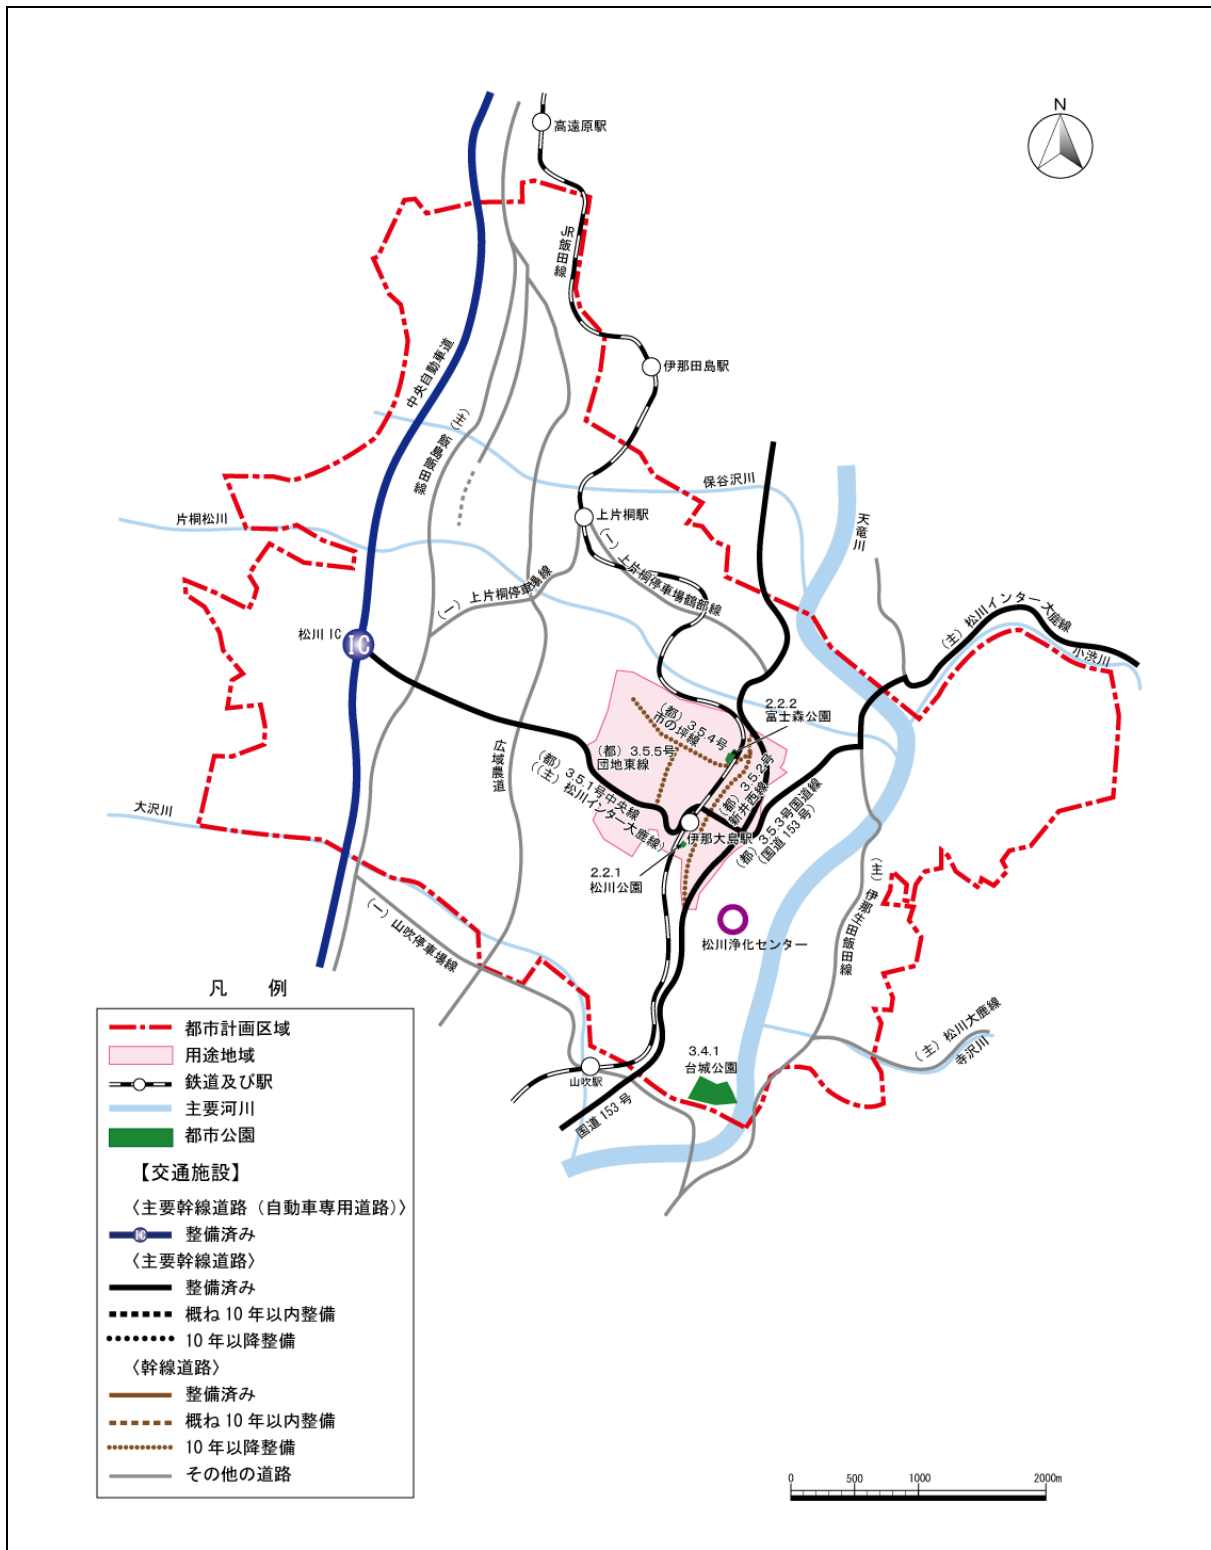 N
高遠原駅
JR飯田線
伊那田島駅
中央自動車道
(主)飯島飯田線
保谷沢川
天竜川
片桐松川
上片桐駅
(一)上片桐停車場鶴部線
(一)上片桐停車場線
松川 IC
IC
(主)松川インター大鹿線
小渋川
2.2.2
富士森公園
(都)3.5.4号
市の坪線
(都)3.5.5号
団地東線
広域農道
(都)3.5.1号中央線
((主)松川インター大鹿線)
(都)3.5.2号
新井西線
(都)3.5.3号国道線
(国道153号)
大沢川
伊那大島駅
2.2.1
松川公園
(主)伊那生田飯田線
(一)山吹停車場線
松川浄化センター
(主)松川大鹿線
寺沢川
3.4.1
台城公園
山吹駅
国道153号
凡 例
都市計画区域
用途地域
鉄道及び駅
主要河川
都市公園
【交通施設】
〈主要幹線道路(自動車専用道路)〉
IC
整備済み
〈主要幹線道路〉
整備済み
概ね10年以内整備
10年以降整備
〈幹線道路〉
整備済み
概ね10年以内整備
10年以降整備
その他の道路
0 500 1000 2000m